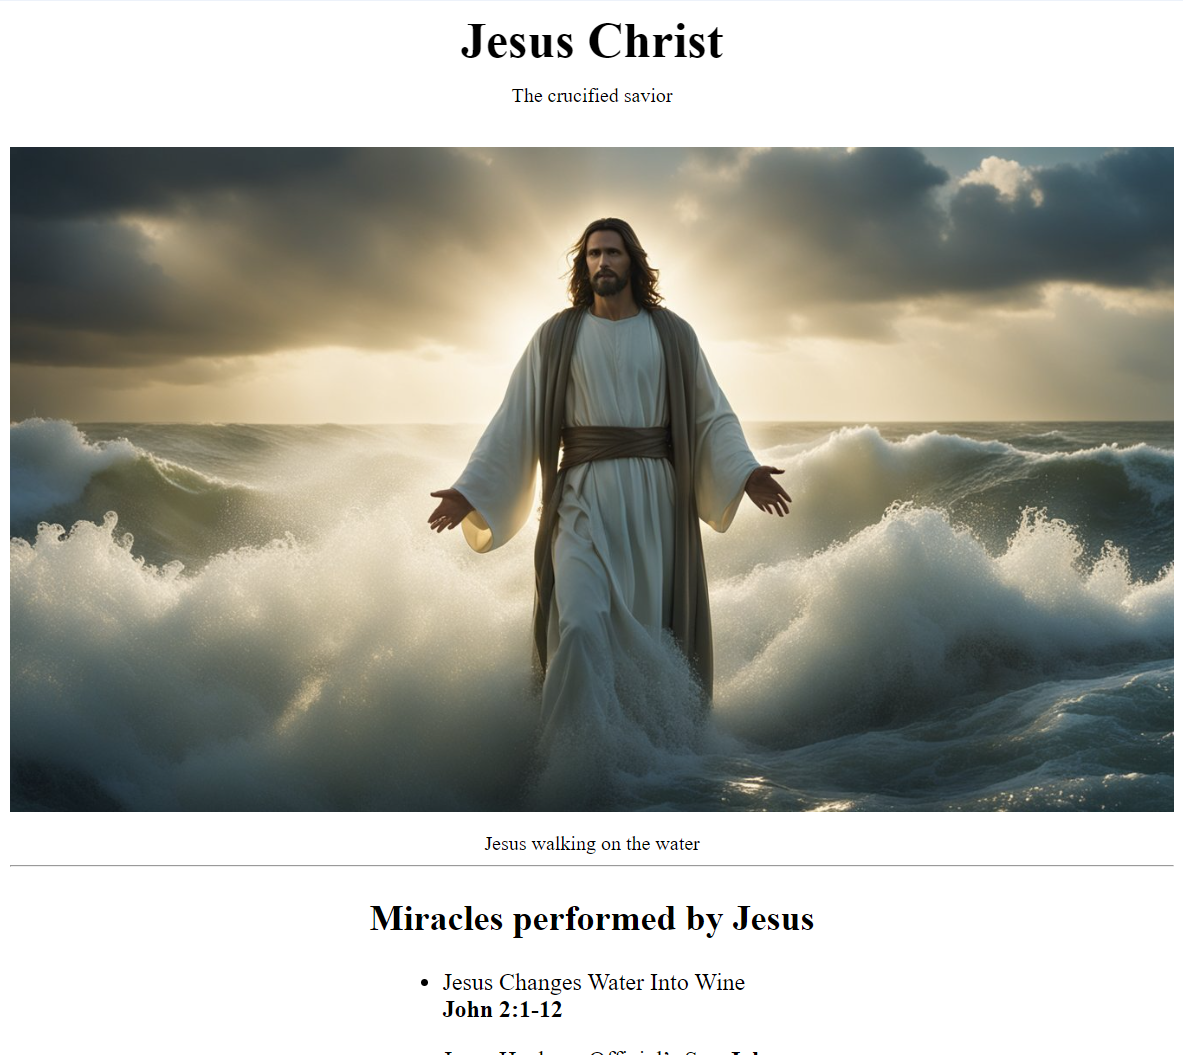 Jesus Christ
The crucified savior
Jesus walking on the water
Miracles performed by Jesus
Jesus Changes Water Into Wine
John 2:1-12